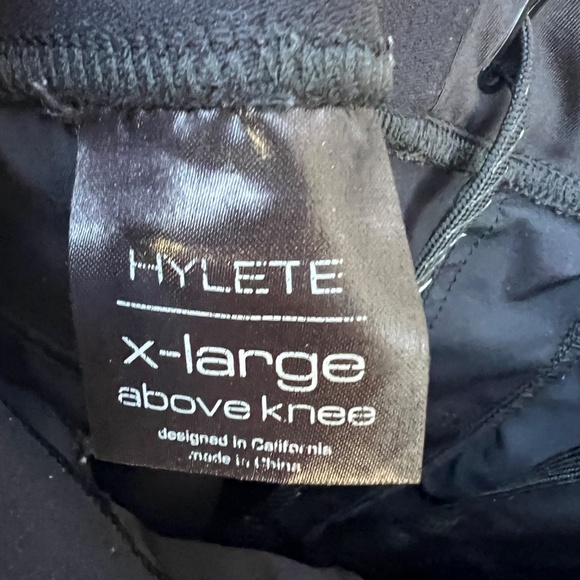 HYLETE
x-large
above knee
designed in California
made in China